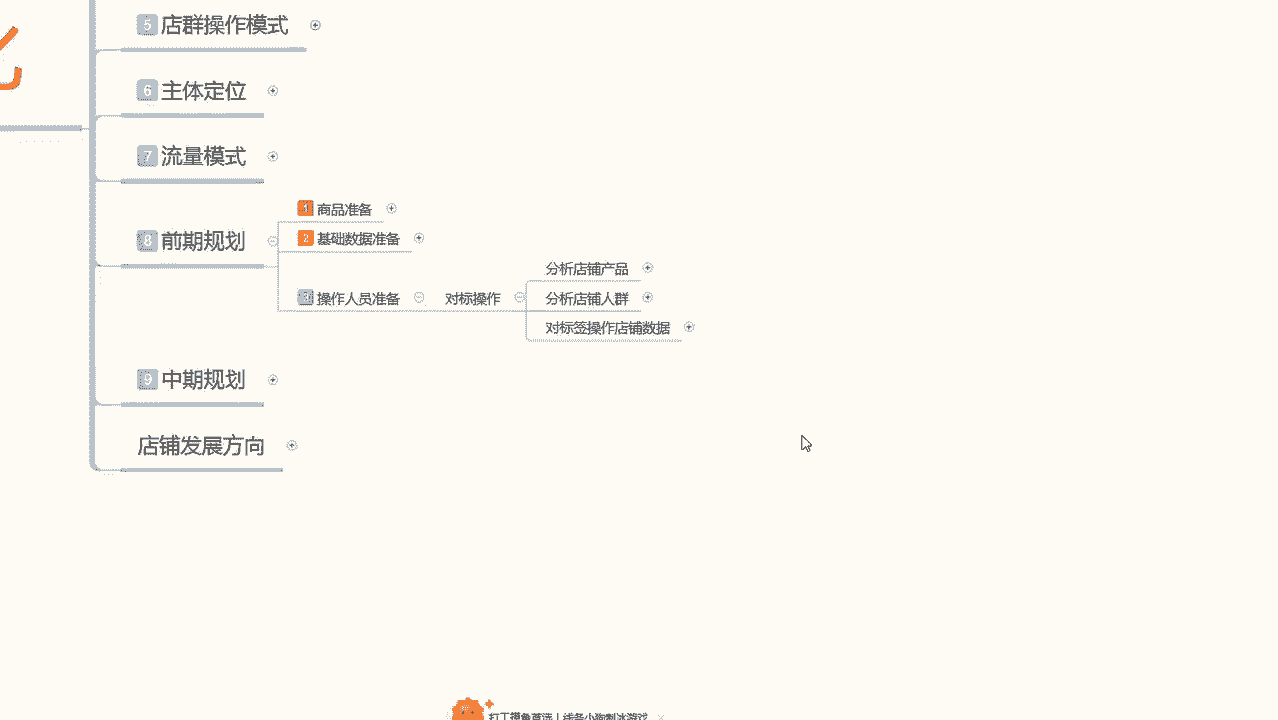 5 店群操作模式
6 主体定位
7 流量模式
8 前期规划
1 商品准备
2 基础数据准备
3 操作人员准备
对标操作
分析店铺产品
分析店铺人群
对标签操作店铺数据
9 中期规划
店铺发展方向